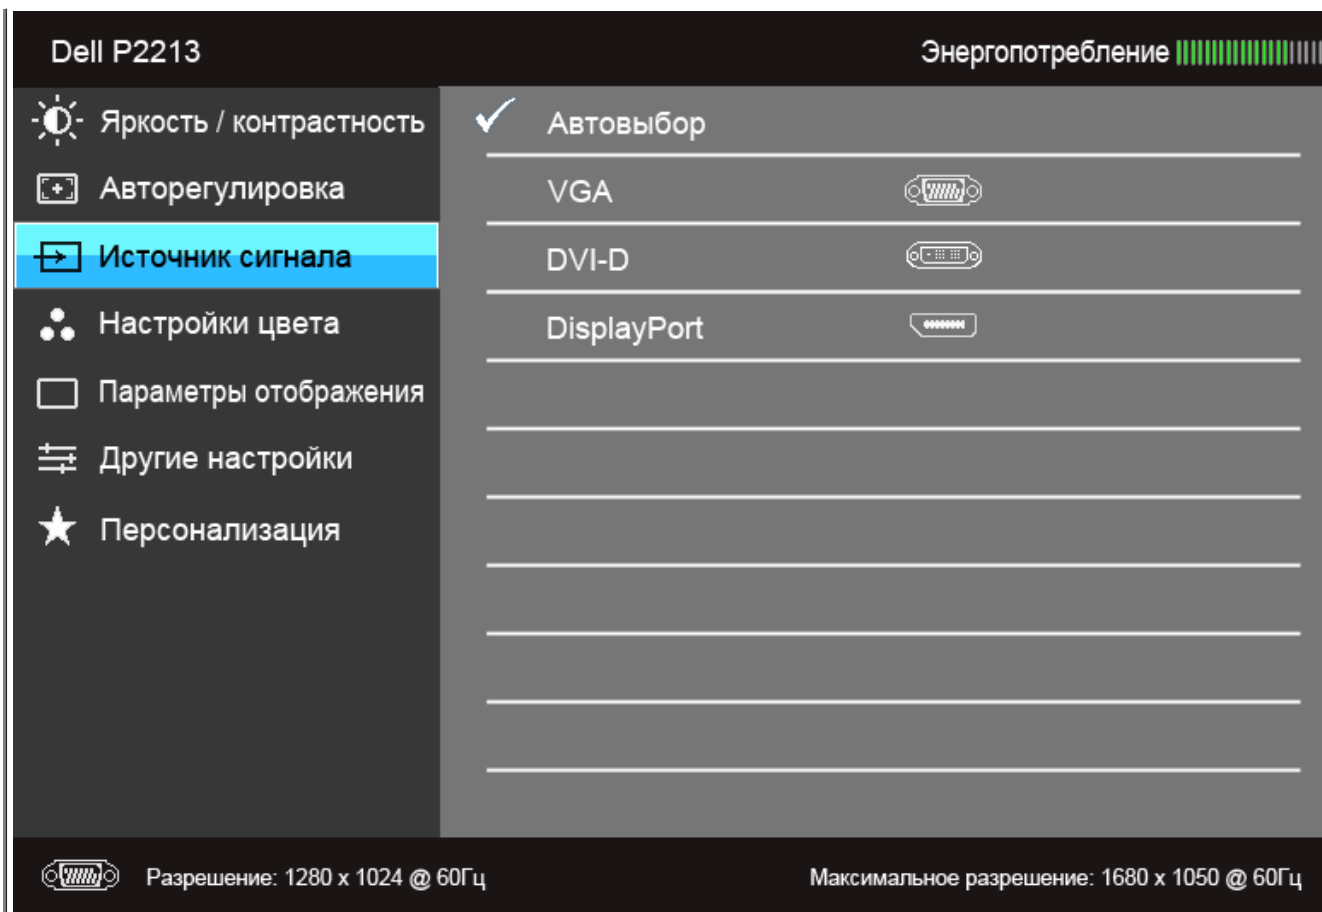 Dell P2213
Энергопотребление
Яркость / контрастность
Автовыбор
Авторегулировка
VGA
Источник сигнала
DVI-D
Настройки цвета
DisplayPort
Параметры отображения
Другие настройки
Персонализация
Разрешение: 1280 x 1024 @ 60Гц
Максимальное разрешение: 1680 x 1050 @ 60Гц